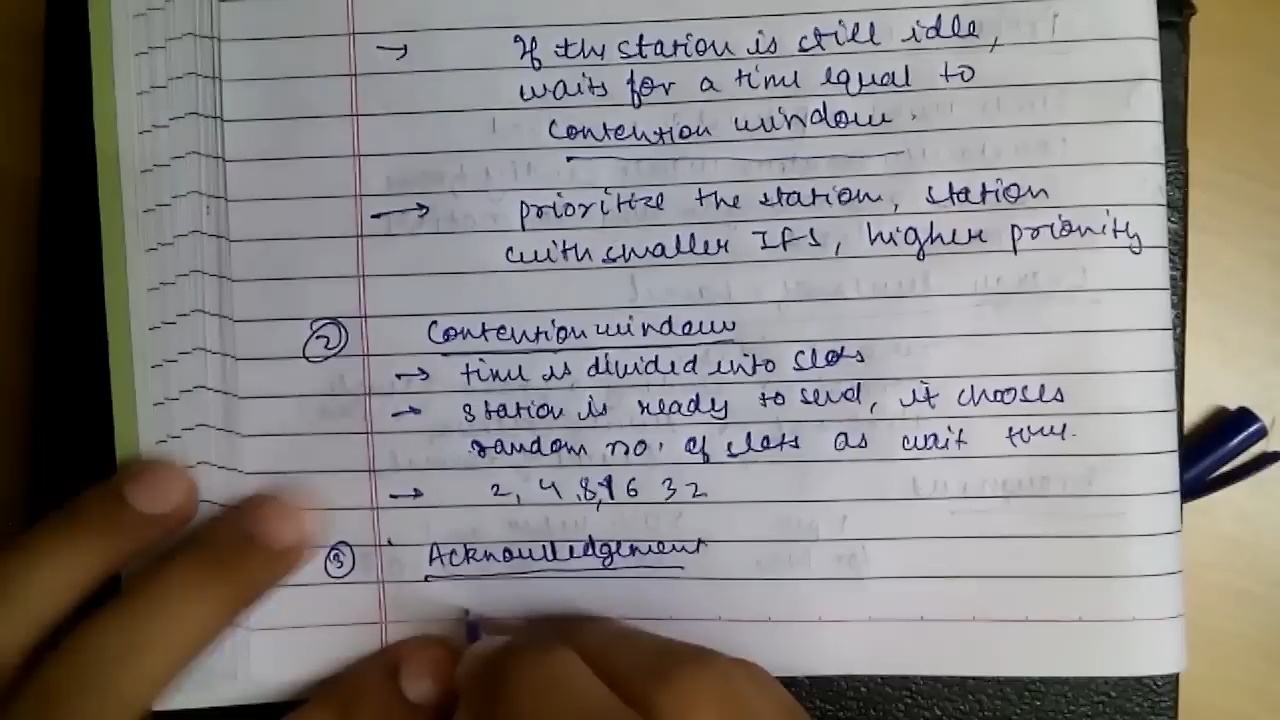 → If the station is still idle,
waits for a time equal to
contention window.
→ prioritize the station, station
with smaller IFS, higher priority
② Contention window
→ time is divided into slots
→ station is ready to send, it chooses
random no. of slots as wait time.
→ 2, 4, 8, 16 32
③ Acknowledgement